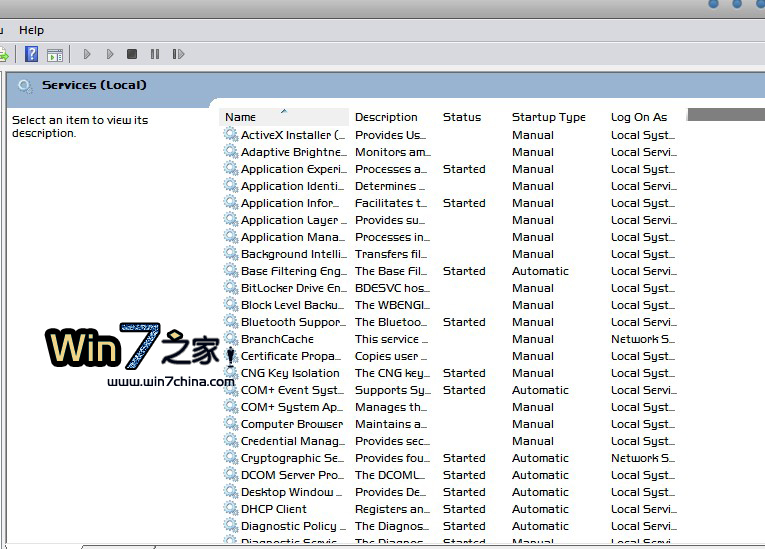 Help
Services (Local)
Select an item to view its
description.
Name Description Status Startup Type Log On As
ActiveX Installer (... Provides Us... Manual Local Syst...
Adaptive Brightne... Monitors am... Manual Local Servi...
Application Experi... Processes a... Started Manual Local Syst...
Application Identi... Determines ... Manual Local Servi...
Application Infor... Facilitates t... Started Manual Local Syst...
Application Layer ... Provides su... Manual Local Servi...
Application Mana... Processes in... Manual Local Syst...
Background Intelli... Transfers fil... Manual Local Syst...
Base Filtering Eng... The Base Fil... Started Automatic Local Servi...
BitLocker Drive En... BDESVC hos... Manual Local Syst...
Block Level Backu... The WBENGI... Manual Local Syst...
Bluetooth Suppor... The Bluetoo... Started Manual Local Servi...
BranchCache This service ... Manual Network S...
Certificate Propa... Copies user ... Manual Local Syst...
CNG Key Isolation The CNG key... Started Manual Local Syst...
COM+ Event Syst... Supports Sy... Started Automatic Local Servi...
COM+ System Ap... Manages th... Manual Local Syst...
Computer Browser Maintains a... Manual Local Syst...
Credential Manag... Provides sec... Manual Local Syst...
Cryptographic Se... Provides fou... Started Automatic Network S...
DCOM Server Pro... The DCOML... Started Automatic Local Syst...
Desktop Window ... Provides De... Started Automatic Local Syst...
DHCP Client Registers an... Started Automatic Local Servi...
Diagnostic Policy ... The Diagnos... Started Automatic Local Servi...
Diagnostic Servic... The Diagnos... Started Manual Local Servi...
Win7之家!
www.win7china.com